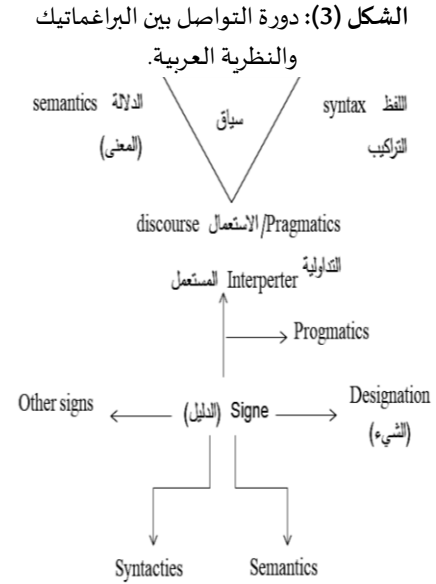 الشكل (3): دورة التواصل بين البراغماتيك
والنظرية العربية.
اللفظ syntax
الدلالة semantics
سياق
التراكيب
(المعنى)
الاستعمال discourse /Pragmatics
التداولية
المستعمل Interperter
Progmatics
Other signs
(الدليل) Signe
Designation
(الشيء)
Syntacties
Semantics